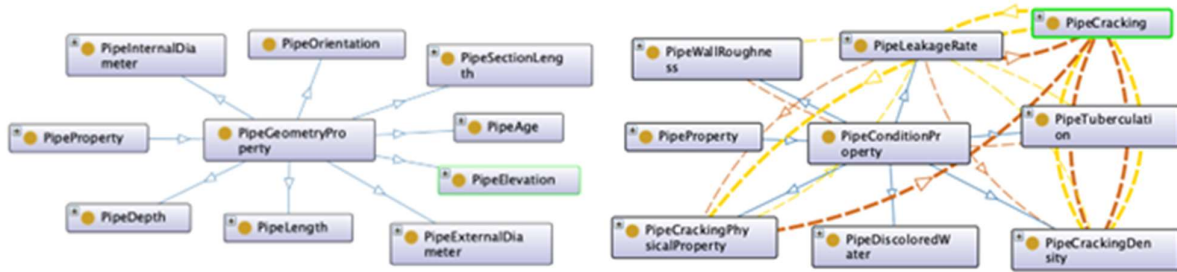 PipeInternalDia
meter
PipeOrientation
PipeSectionLeng
th
PipeProperty
PipeGeometryPro
perty
PipeAge
PipeElevation
PipeDepth
PipeLength
PipeExternalDia
meter
PipeCracking
PipeWallRoughne
ss
PipeLeakageRate
PipeProperty
PipeConditionPr
operty
PipeTuberculati
on
PipeCrackingPhy
sicalProperty
PipeDiscoloredW
ater
PipeCrackingDen
sity